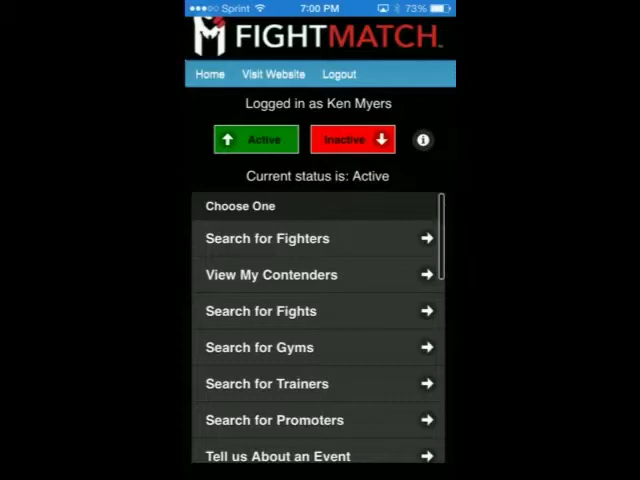 Sprint 7:00 PM 73%
FIGHTMATCH
Home Visit Website Logout
Logged in as Ken Myers
Active Inactive
Current status is: Active
Choose One
Search for Fighters
View My Contenders
Search for Fights
Search for Gyms
Search for Trainers
Search for Promoters
Tell us About an Event